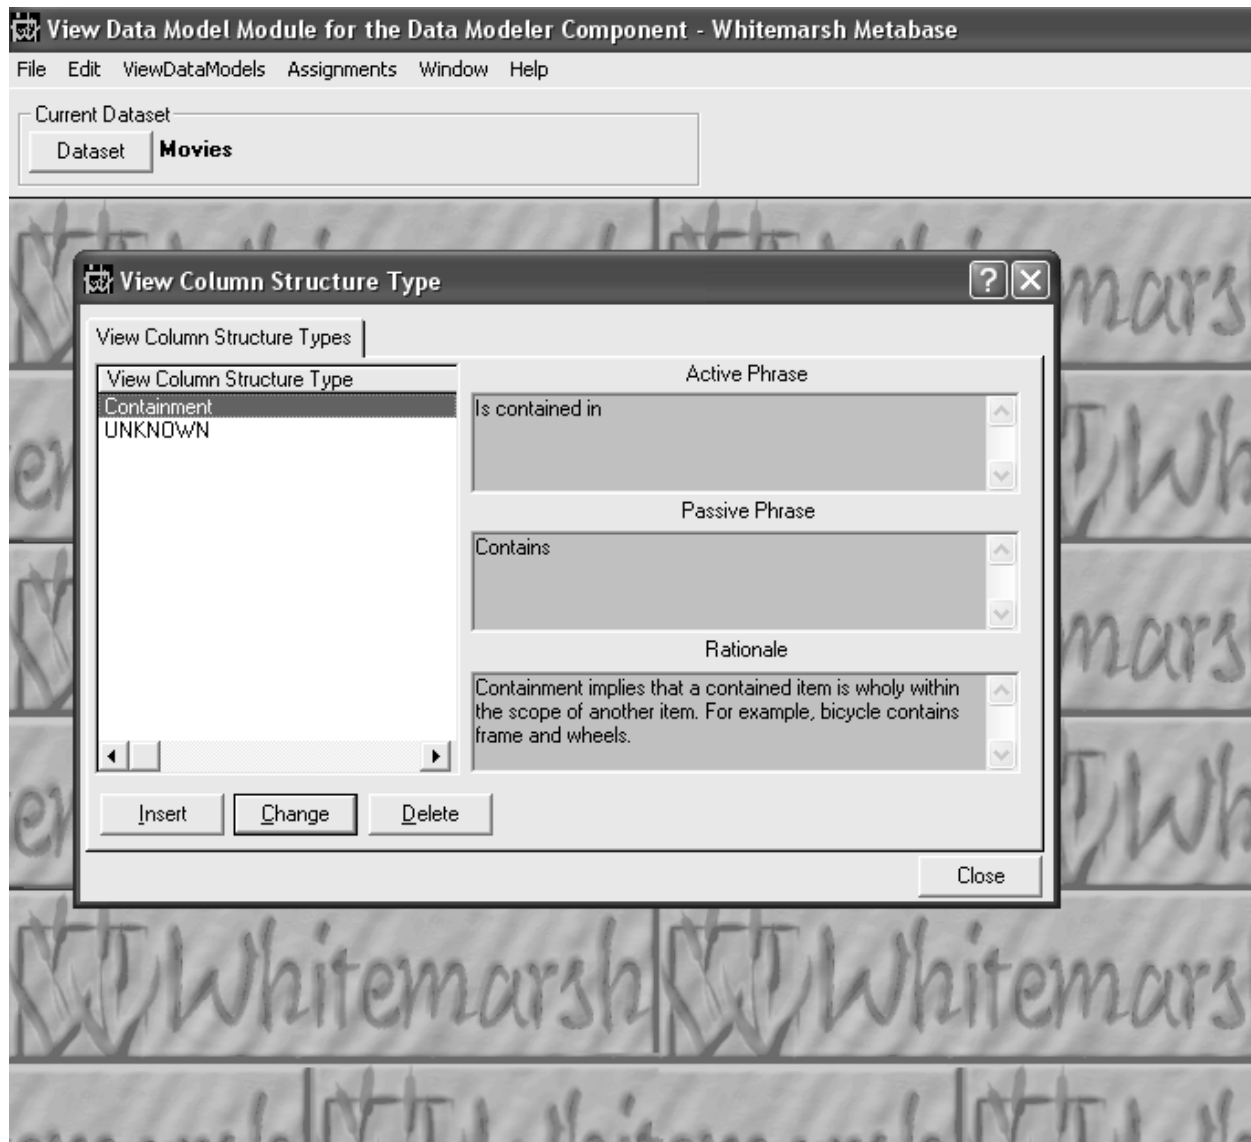 View Data Model Module for the Data Modeler Component - Whitemarsh Metabase
File Edit ViewDataModels Assignments Window Help
Current Dataset
Dataset Movies
View Column Structure Type
View Column Structure Types
View Column Structure Type
Containment
UNKNOWN
Active Phrase
Is contained in
Passive Phrase
Contains
Rationale
Containment implies that a contained item is wholy within
the scope of another item. For example, bicycle contains
frame and wheels.
Insert Change Delete
Close
Whitemarsh Whitemars